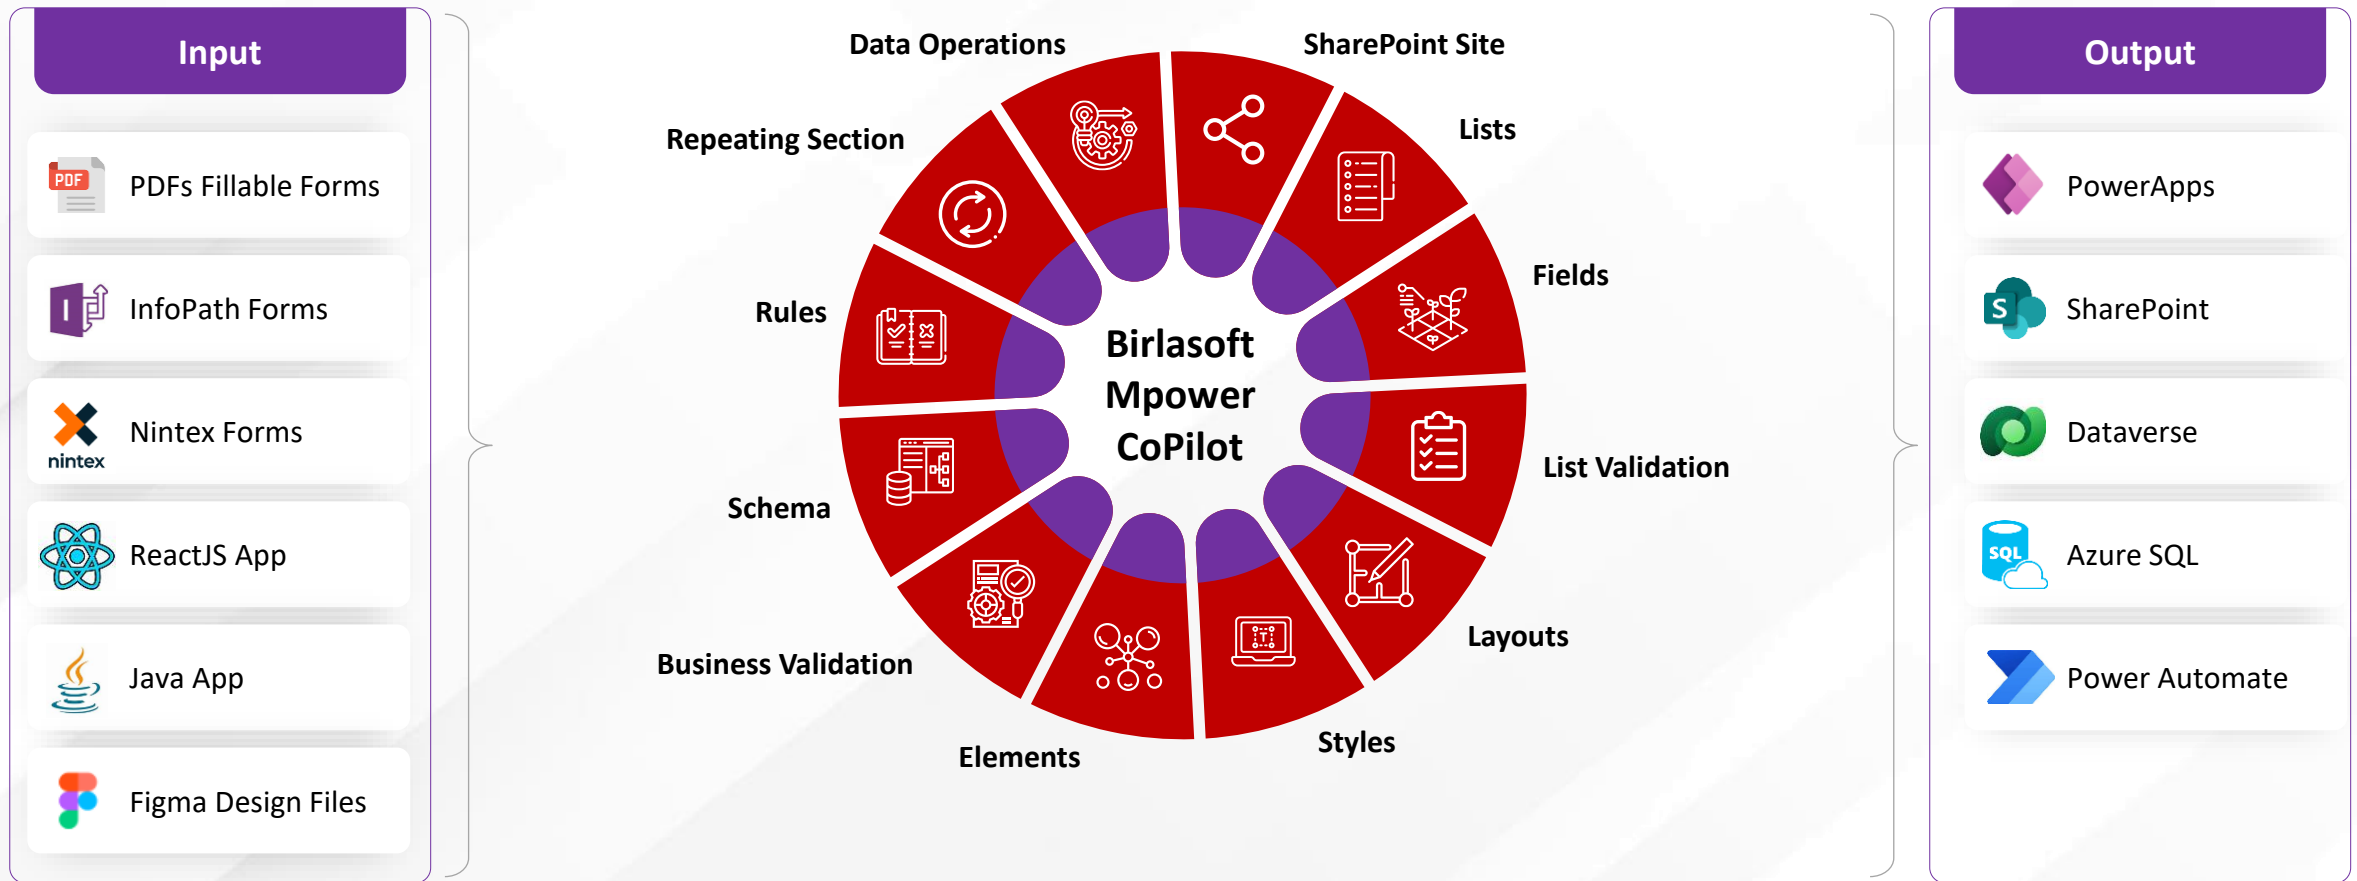 Input
PDF
PDFs Fillable Forms
I
InfoPath Forms
nintex
Nintex Forms
ReactJS App
Java App
Figma Design Files
Data Operations
SharePoint Site
Repeating Section
Lists
Rules
Fields
Birlasoft
Mpower
CoPilot
Schema
List Validation
Business Validation
Layouts
T
Elements
Styles
Output
PowerApps
S
SharePoint
Dataverse
SQL
Azure SQL
Power Automate